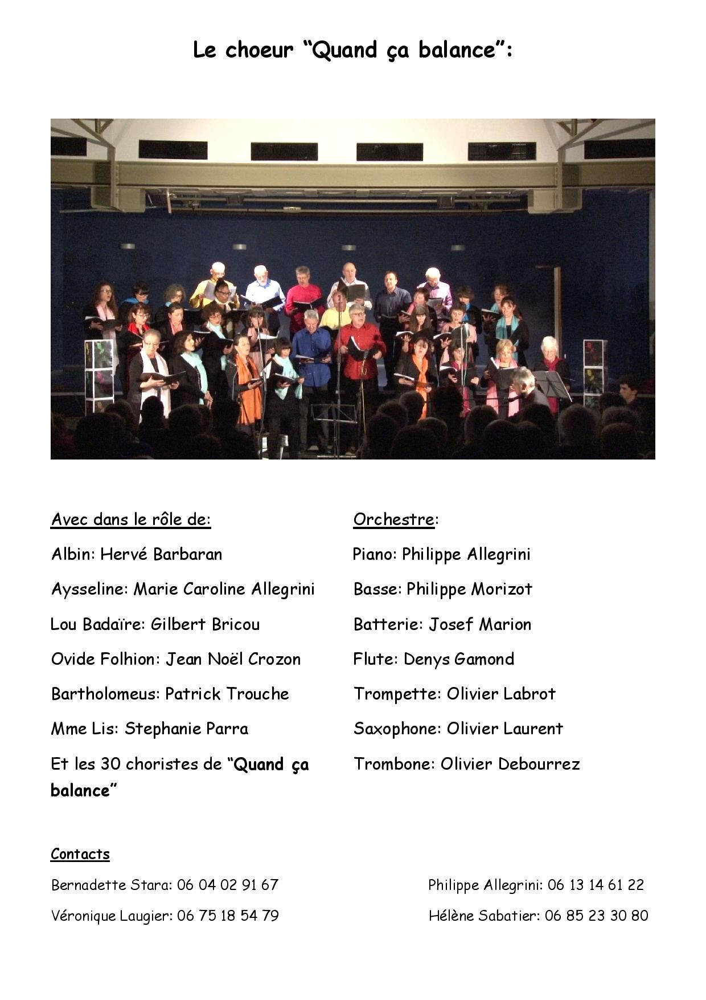 Le choeur “Quand ça balance”:
Avec dans le rôle de:
Albin: Hervé Barbaran
Aysseline: Marie Caroline Allegrini
Lou Badaïre: Gilbert Bricou
Ovide Folhion: Jean Noël Crozon
Bartholomeus: Patrick Trouche
Mme Lis: Stephanie Parra
Et les 30 choristes de “Quand ça
balance”
Orchestre:
Piano: Philippe Allegrini
Basse: Philippe Morizot
Batterie: Josef Marion
Flute: Denys Gamond
Trompette: Olivier Labrot
Saxophone: Olivier Laurent
Trombone: Olivier Debourrez
Contacts
Bernadette Stara: 06 04 02 91 67
Philippe Allegrini: 06 13 14 61 22
Véronique Laugier: 06 75 18 54 79
Hélène Sabatier: 06 85 23 30 80